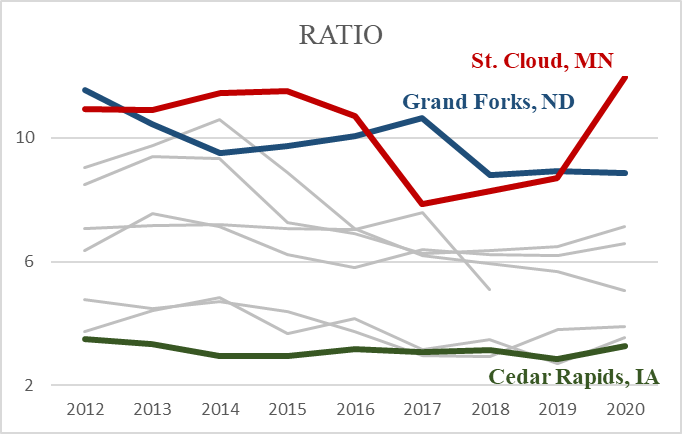 RATIO
St. Cloud, MN
Grand Forks, ND
10
6
Cedar Rapids, IA
2
2012 2013 2014 2015 2016 2017 2018 2019 2020